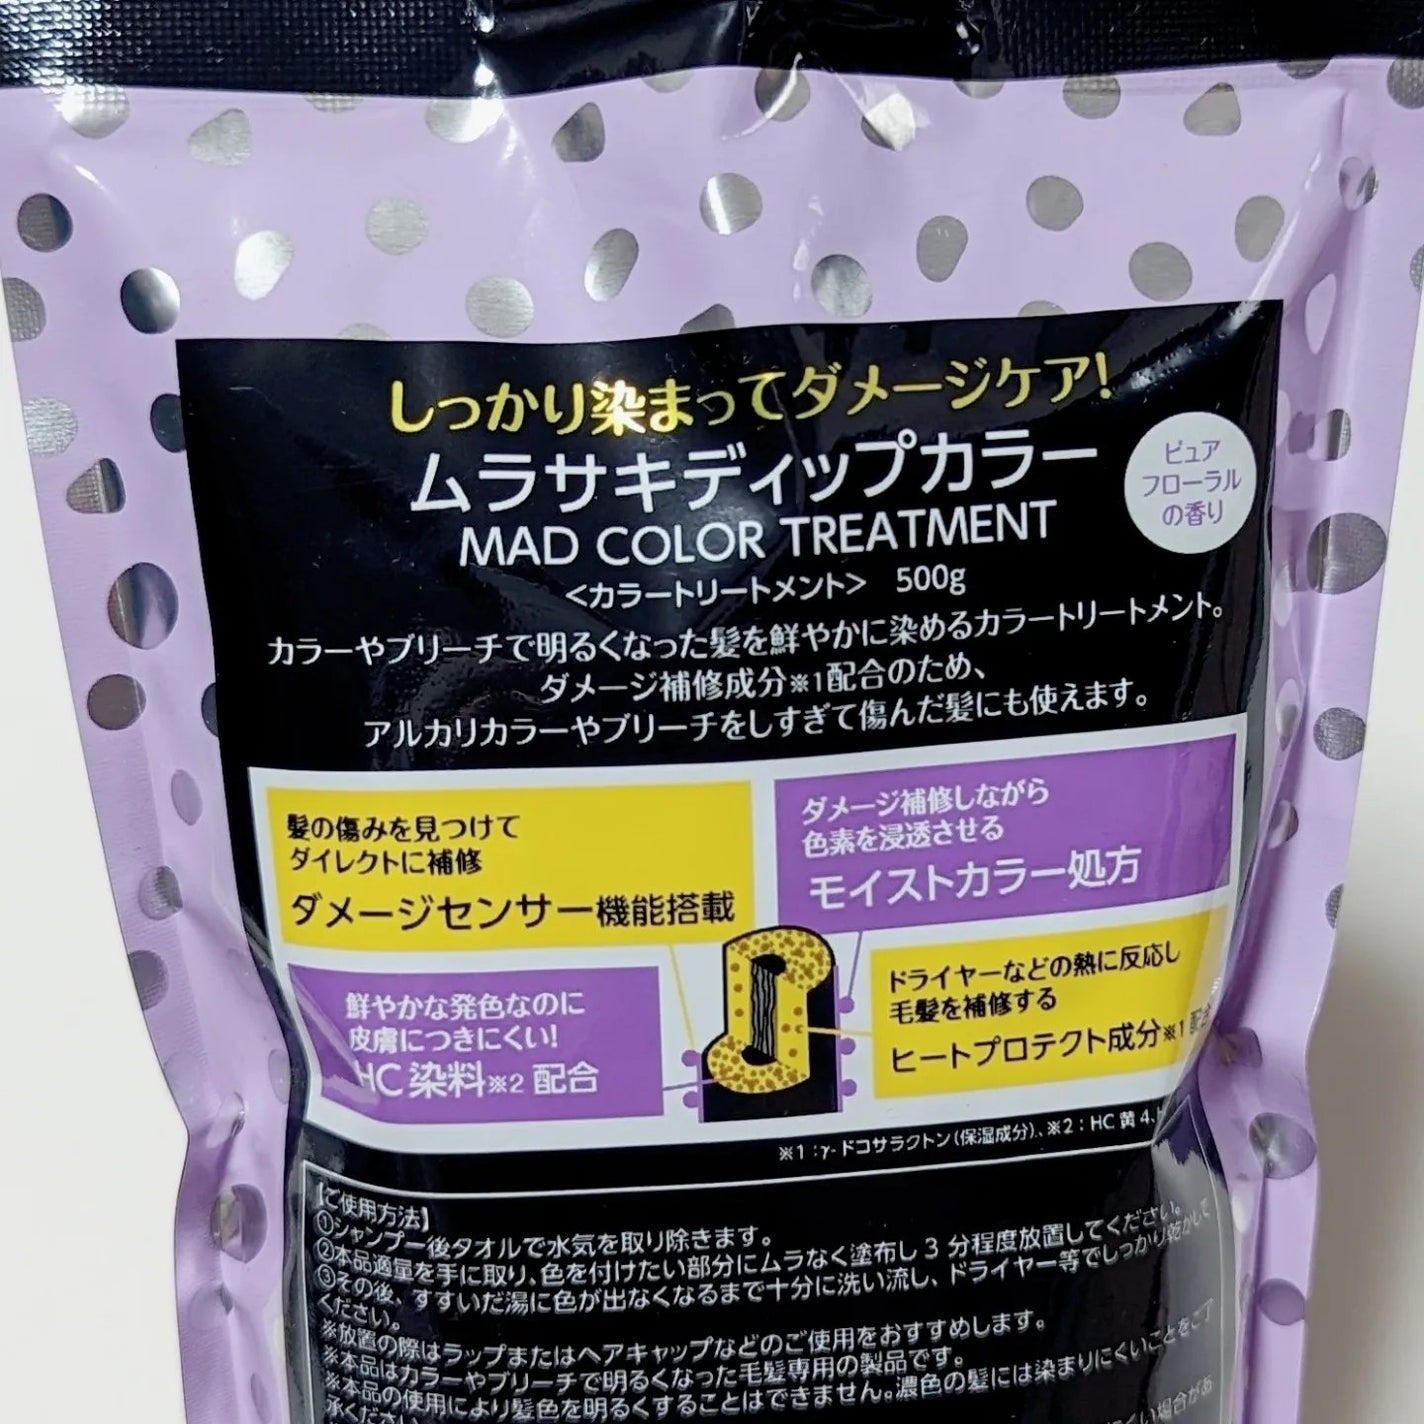 しっかり染まってダメージケア!
ムラサキディップカラー
MAD COLOR TREATMENT
<カラートリートメント> 500g
ピュア
フローラル
の香り
カラーやブリーチで明るくなった髪を鮮やかに染めるカラートリートメント。
ダメージ補修成分※1配合のため、
アルカリカラーやブリーチをしすぎて傷んだ髪にも使えます。
髪の傷みを見つけて
ダイレクトに補修
ダメージセンサー機能搭載
ダメージ補修しながら
色素を浸透させる
モイストカラー処方
鮮やかな発色なのに
皮膚につきにくい!
HC染料※2 配合
ドライヤーなどの熱に反応し
毛髪を補修する
ヒートプロテクト成分※1 配合
※1:γ-ドコサラクトン(保湿成分)、※2:HC 黄 4、
【ご使用方法】
①シャンプー後タオルで水気を取り除きます。
②本品適量を手に取り、色を付けたい部分にムラなく塗布し 3 分程度放置してください。
③その後、すすいだ湯に色が出なくなるまで十分に洗い流し、ドライヤー等でしっかり乾かして
ください。
※放置の際はラップまたはヘアキャップなどのご使用をおすすめします。
※本品はカラーやブリーチで明るくなった毛髪専用の製品です。
※本品の使用により髪色を明るくすることはできません。濃色の髪には染まりにくいことをご了
承ください。
くい場合があ